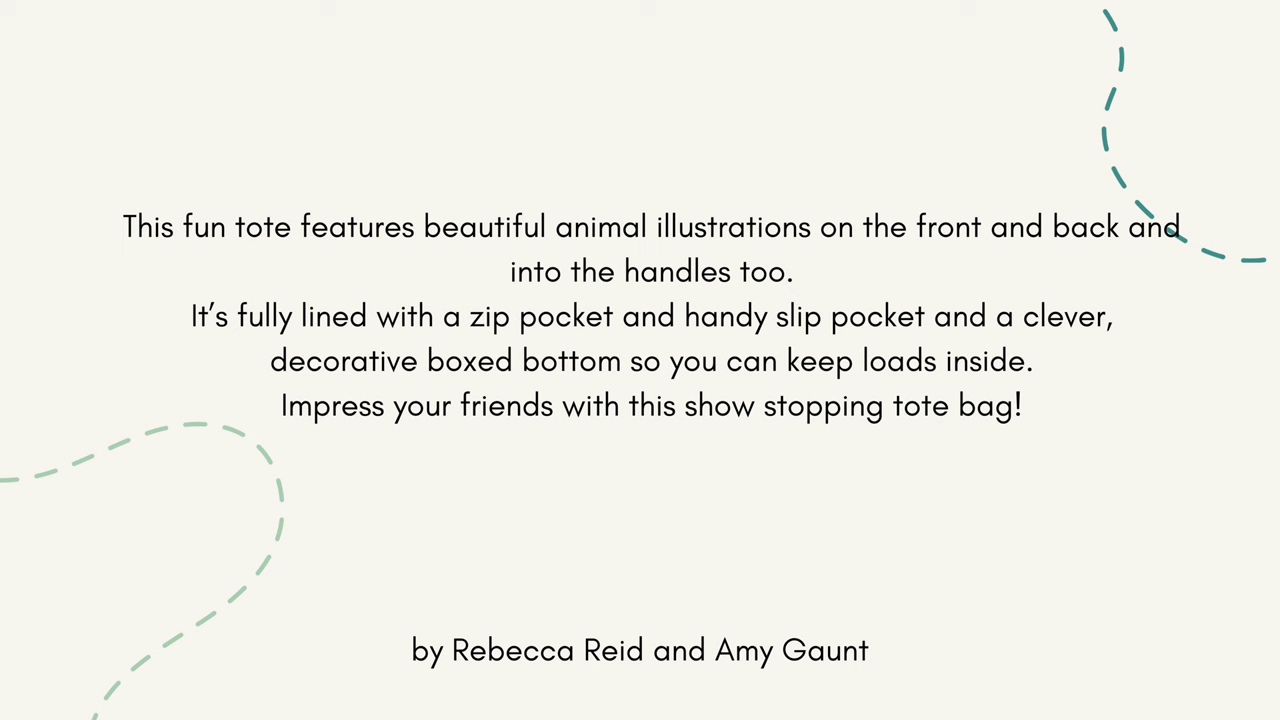 This fun tote features beautiful animal illustrations on the front and back and
into the handles too.
It’s fully lined with a zip pocket and handy slip pocket and a clever,
decorative boxed bottom so you can keep loads inside.
Impress your friends with this show stopping tote bag!
by Rebecca Reid and Amy Gaunt